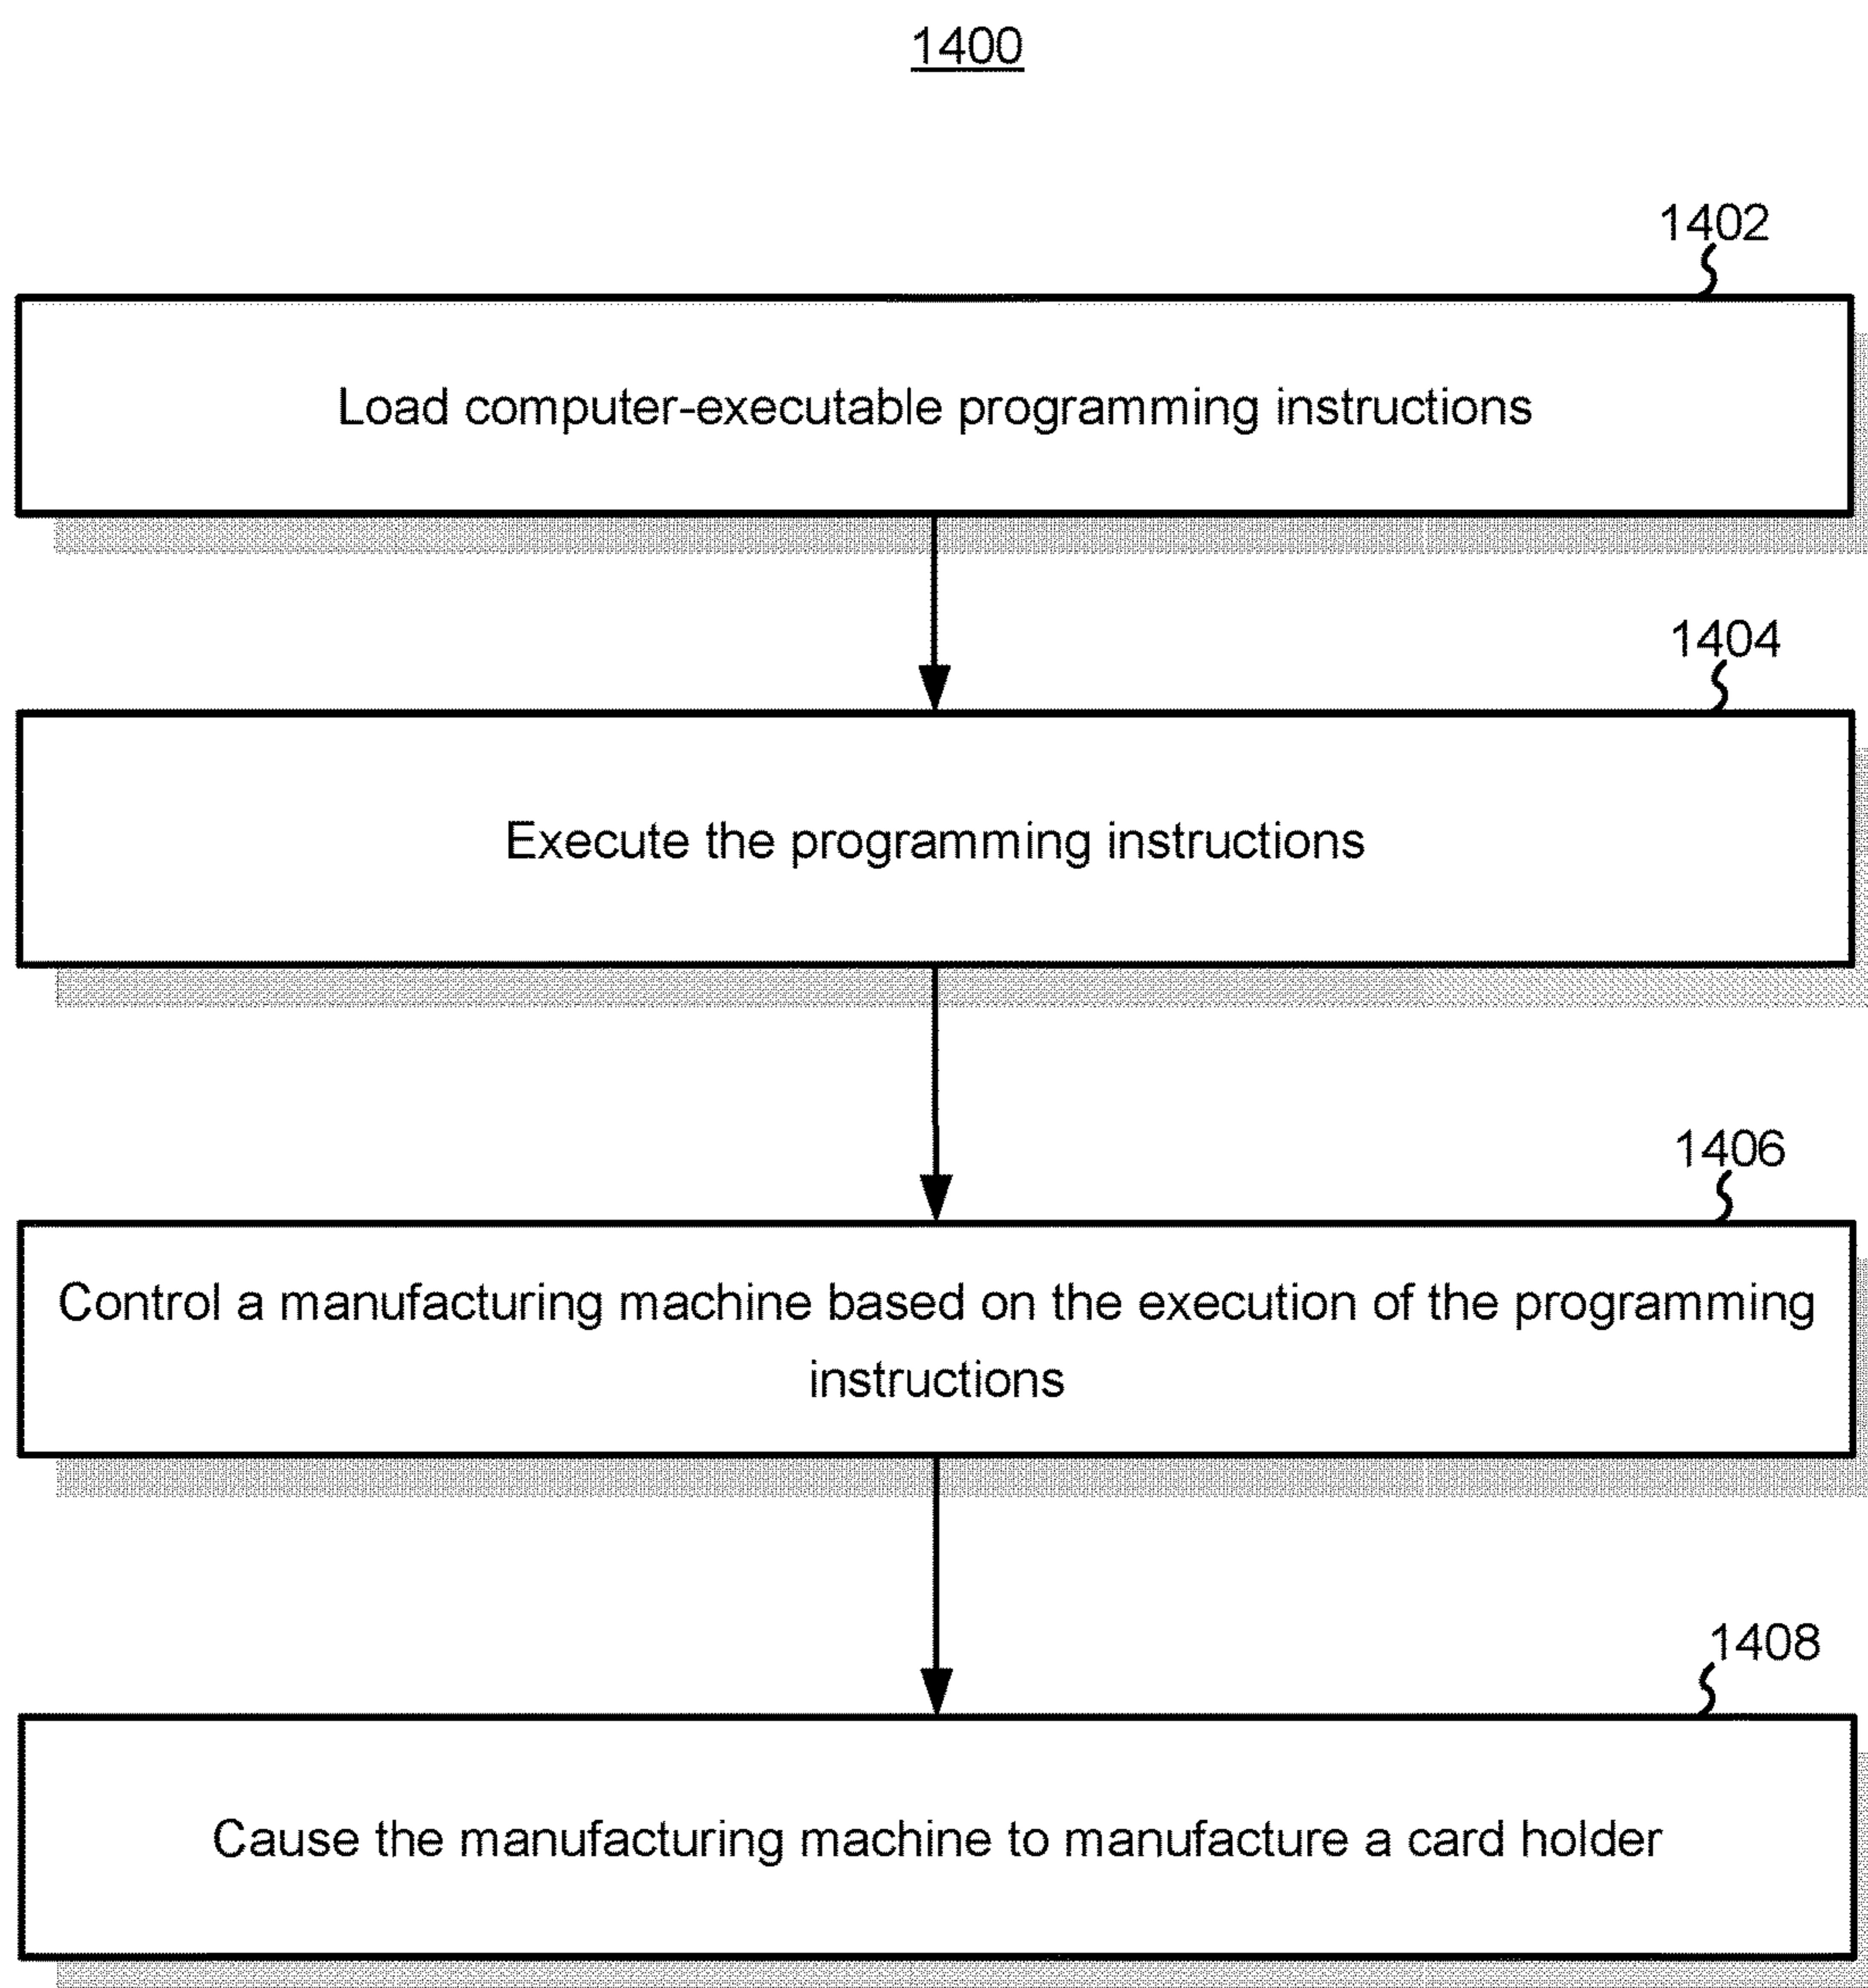 1400
1402
Load computer-executable programming instructions
1404
Execute the programming instructions
1406
Control a manufacturing machine based on the execution of the programming
instructions
1408
Cause the manufacturing machine to manufacture a card holder